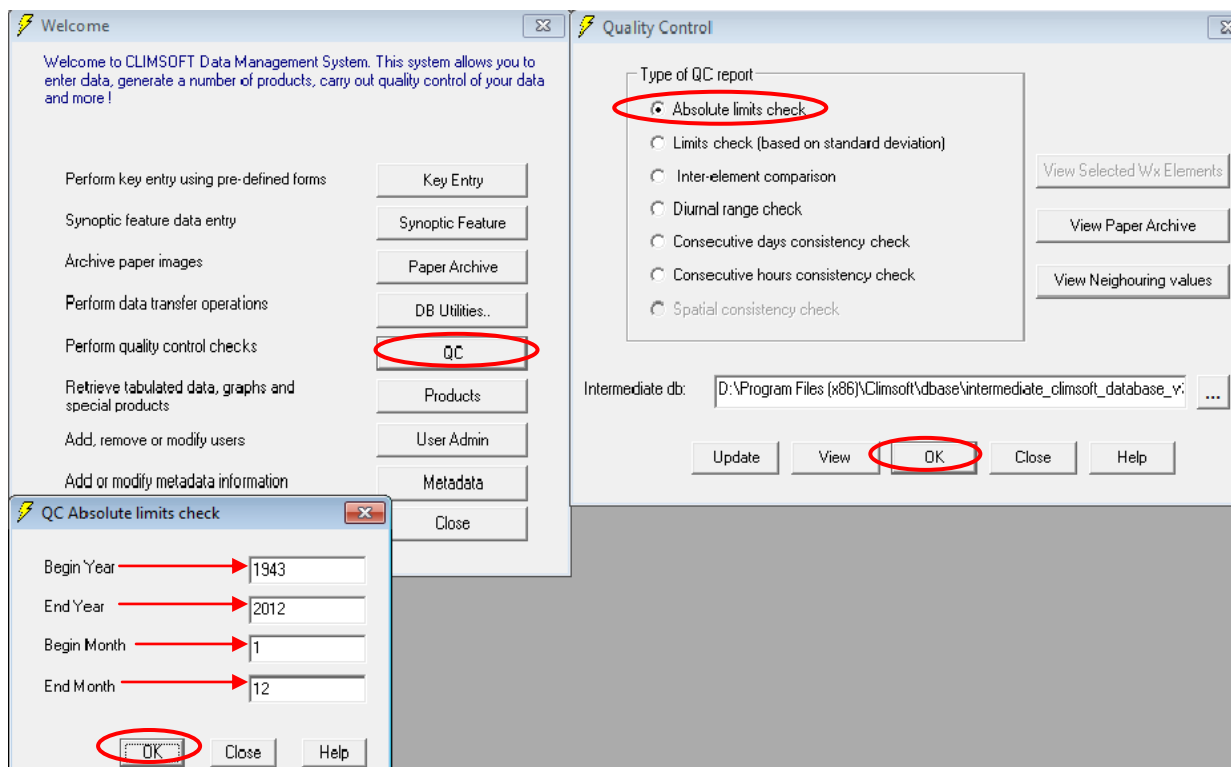 Welcome
Welcome to CLIMSOFT Data Management System. This system allows you to
enter data, generate a number of products, carry out quality control of your data
and more !
Perform key entry using pre-defined forms
Key Entry
Synoptic feature data entry
Synoptic Feature
Archive paper images
Paper Archive
Perform data transfer operations
DB Utilities..
Perform quality control checks
QC
Retrieve tabulated data, graphs and
special products
Products
Add, remove or modify users
User Admin
Add or modify metadata information
Metadata
Close
Quality Control
Type of QC report
Absolute limits check
Limits check (based on standard deviation)
Inter-element comparison
Diurnal range check
Consecutive days consistency check
Consecutive hours consistency check
Spatial consistency check
View Selected Wx Elements
View Paper Archive
View Neighouring values
Intermediate db:
D:\Program Files (x86)\Climsoft\dbase\intermediate_climsoft_database_v
...
Update
View
OK
Close
Help
QC Absolute limits check
Begin Year
1943
End Year
2012
Begin Month
1
End Month
12
OK
Close
Help